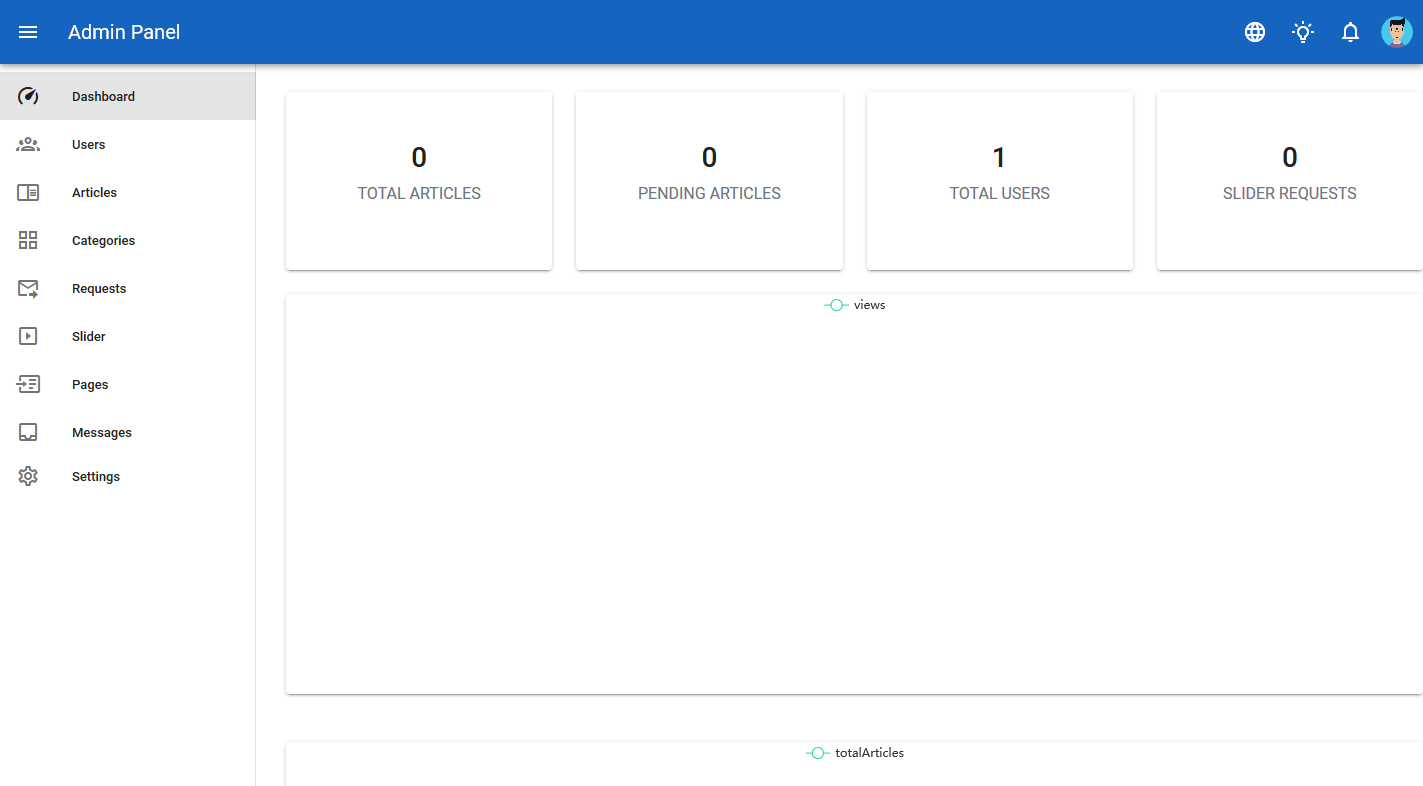 Admin Panel
Dashboard
Users
Articles
Categories
Requests
Slider
Pages
Messages
Settings
0
TOTAL ARTICLES
0
PENDING ARTICLES
1
TOTAL USERS
0
SLIDER REQUESTS
views
totalArticles